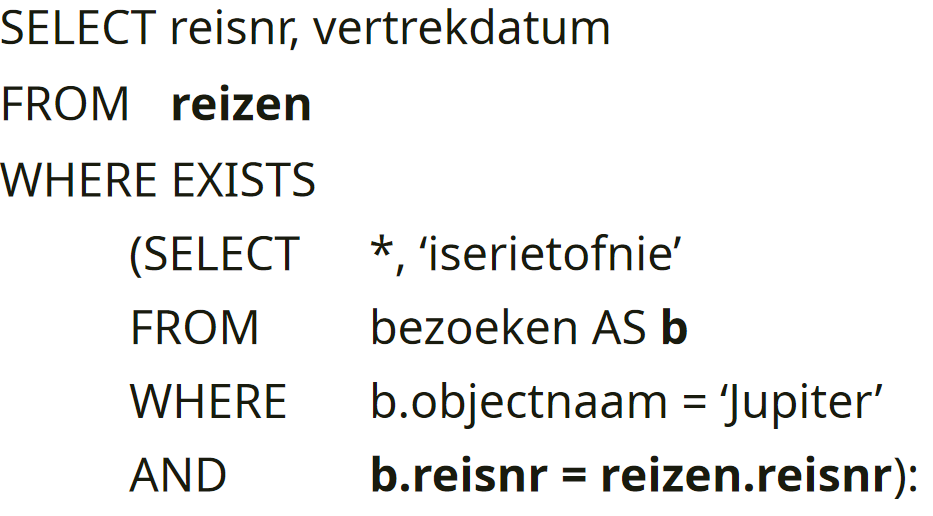 SELECT reisnr, vertrekdatum
FROM reizen
WHERE EXISTS
(SELECT *, ‘iserietofnie’
FROM bezoeken AS b
WHERE b.objectnaam = ‘Jupiter’
AND b.reisnr = reizen.reisnr):